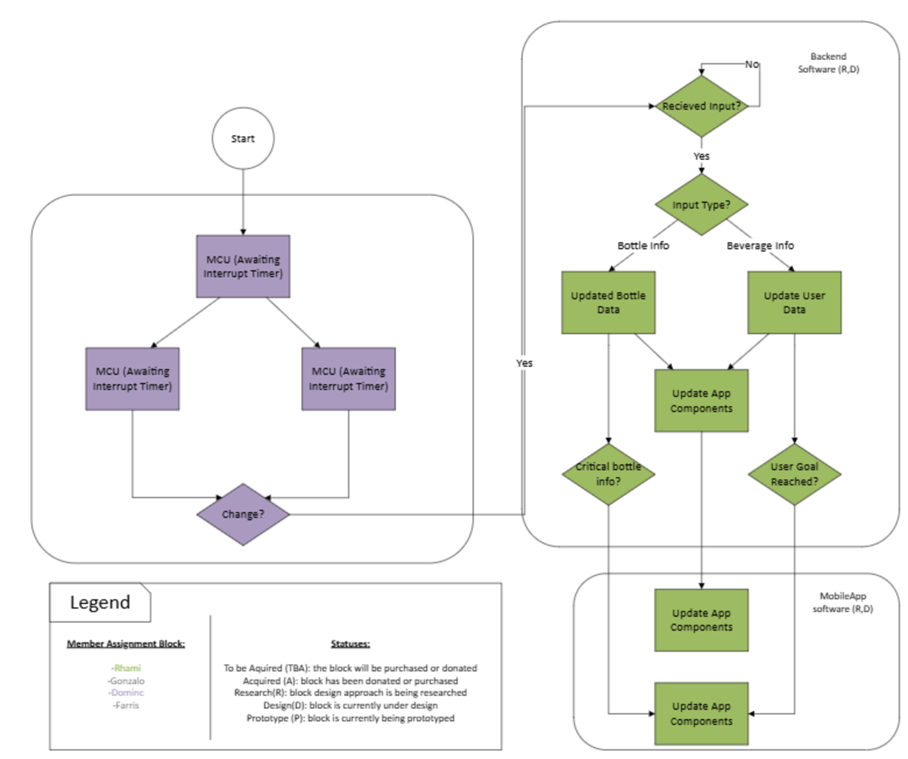 Start
MCU (Awaiting
Interrupt Timer)
MCU (Awaiting
Interrupt Timer)
MCU (Awaiting
Interrupt Timer)
Change?
Yes
Backend
Software (R,D)
No
Recieved Input?
Yes
Input Type?
Bottle Info
Beverage Info
Updated Bottle
Data
Update User
Data
Update App
Components
Critical bottle
info?
User Goal
Reached?
MobileApp
software (R,D)
Update App
Components
Update App
Components
Legend
Member Assignment Block:
-Rhami
-Gonzalo
-Dominc
-Farris
Statuses:
To be Aquired (TBA): the block will be purchased or donated
Acquired (A): block has been donated or purchased
Research(R): block design approach is being researched
Design(D): block is currently under design
Prototype (P): block is currently being prototyped